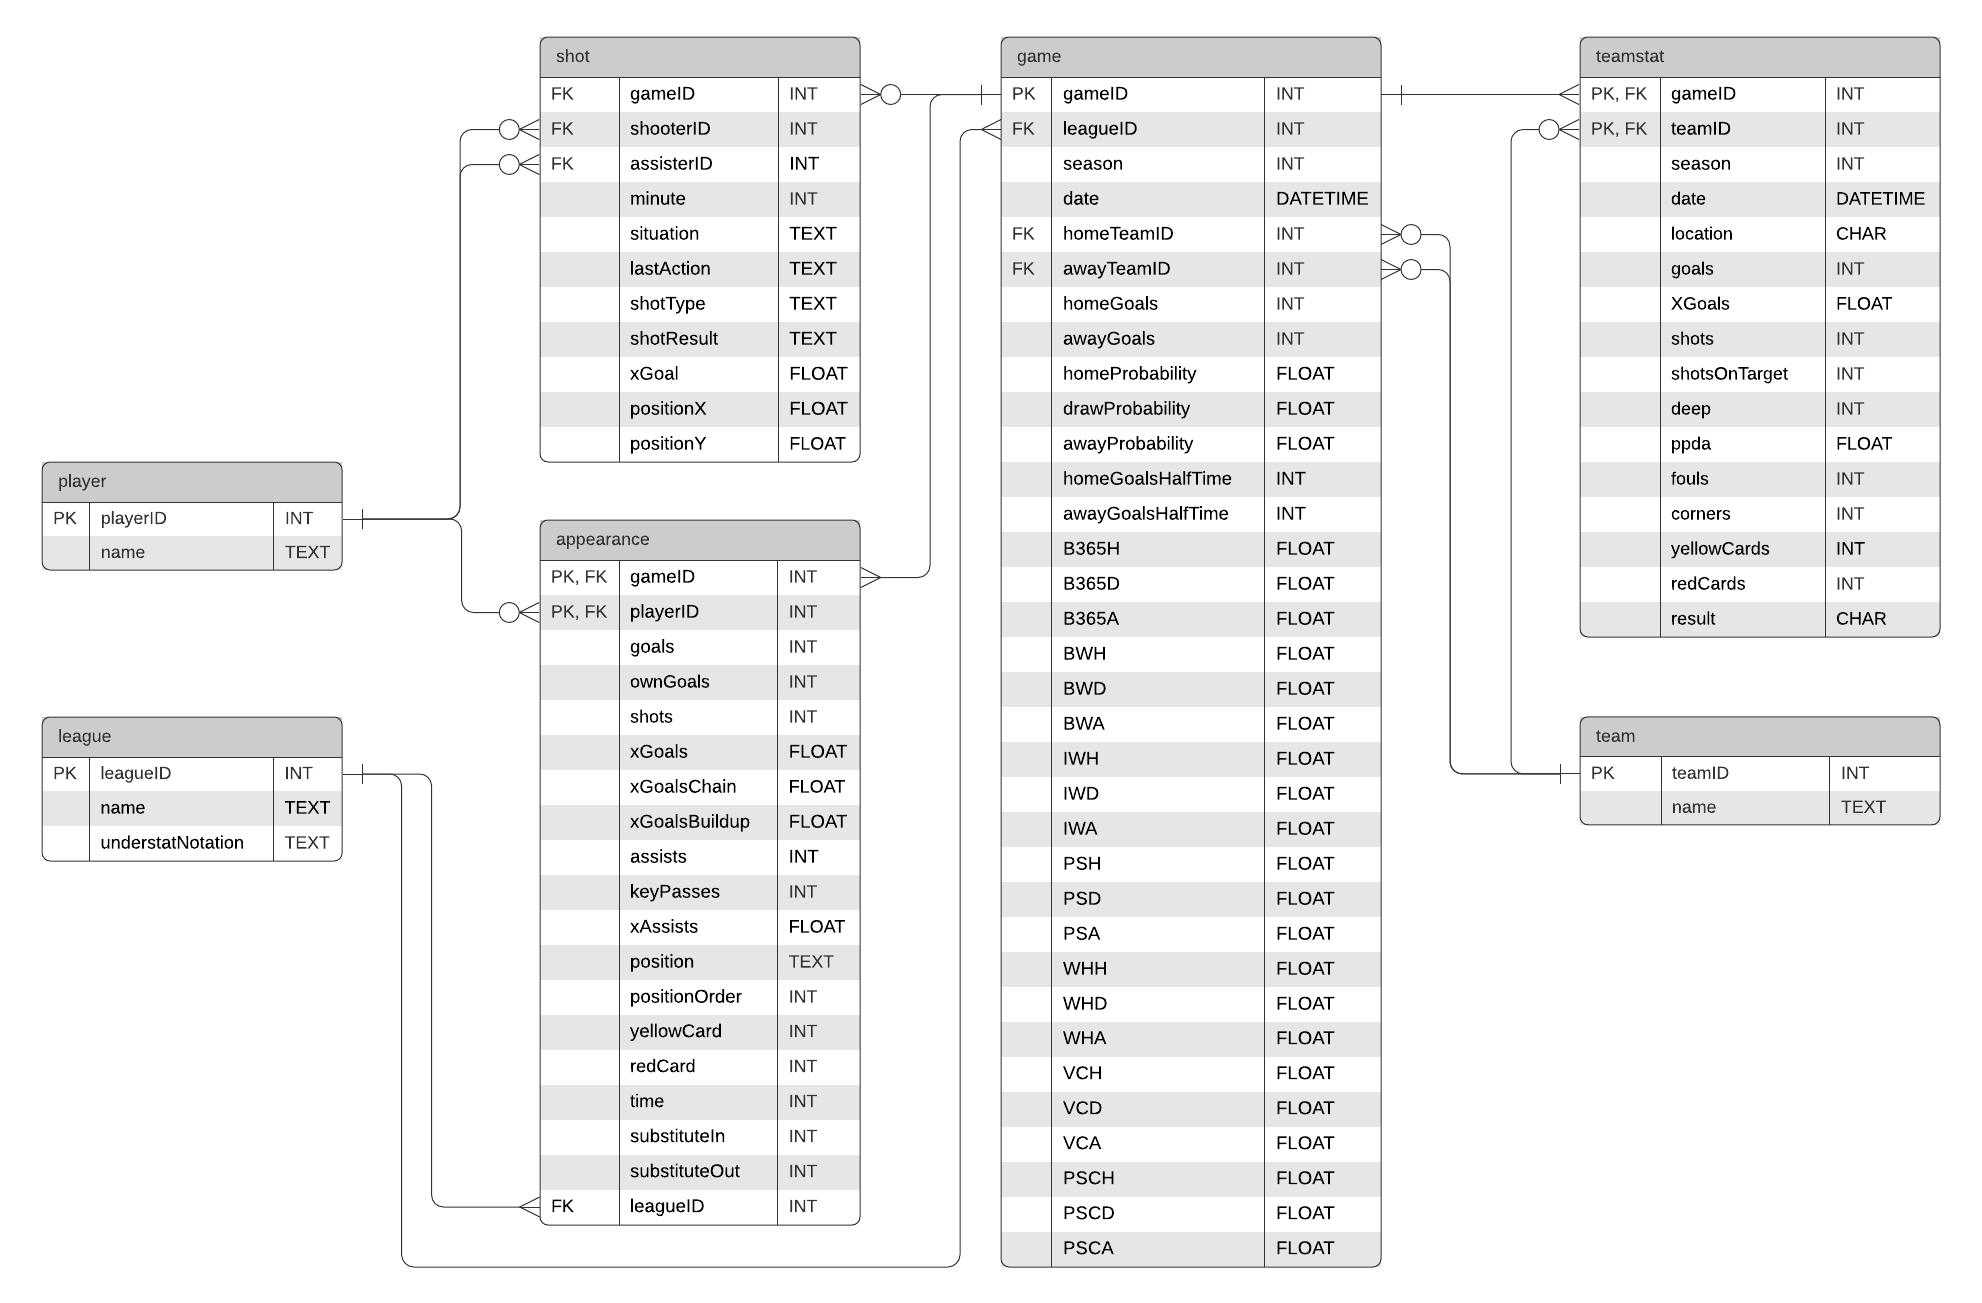 shot
FK gameID INT
FK shooterID INT
FK assisterID INT
minute INT
situation TEXT
lastAction TEXT
shotType TEXT
shotResult TEXT
xGoal FLOAT
positionX FLOAT
positionY FLOAT
game
PK gameID INT
FK leagueID INT
season INT
date DATETIME
FK homeTeamID INT
FK awayTeamID INT
homeGoals INT
awayGoals INT
homeProbability FLOAT
drawProbability FLOAT
awayProbability FLOAT
homeGoalsHalfTime INT
awayGoalsHalfTime INT
B365H FLOAT
B365D FLOAT
B365A FLOAT
BWH FLOAT
BWD FLOAT
BWA FLOAT
IWH FLOAT
IWD FLOAT
IWA FLOAT
PSH FLOAT
PSD FLOAT
PSA FLOAT
WHH FLOAT
WHD FLOAT
WHA FLOAT
VCH FLOAT
VCD FLOAT
VCA FLOAT
PSCH FLOAT
PSCD FLOAT
PSCA FLOAT
teamstat
PK, FK gameID INT
PK, FK teamID INT
season INT
date DATETIME
location CHAR
goals INT
XGoals FLOAT
shots INT
shotsOnTarget INT
deep INT
ppda FLOAT
fouls INT
corners INT
yellowCards INT
redCards INT
result CHAR
player
PK playerID INT
name TEXT
appearance
PK, FK gameID INT
PK, FK playerID INT
goals INT
ownGoals INT
shots INT
xGoals FLOAT
xGoalsChain FLOAT
xGoalsBuildup FLOAT
assists INT
keyPasses INT
xAssists FLOAT
position TEXT
positionOrder INT
yellowCard INT
redCard INT
time INT
substituteIn INT
substituteOut INT
FK leagueID INT
league
PK leagueID INT
name TEXT
understatNotation TEXT
team
PK teamID INT
name TEXT